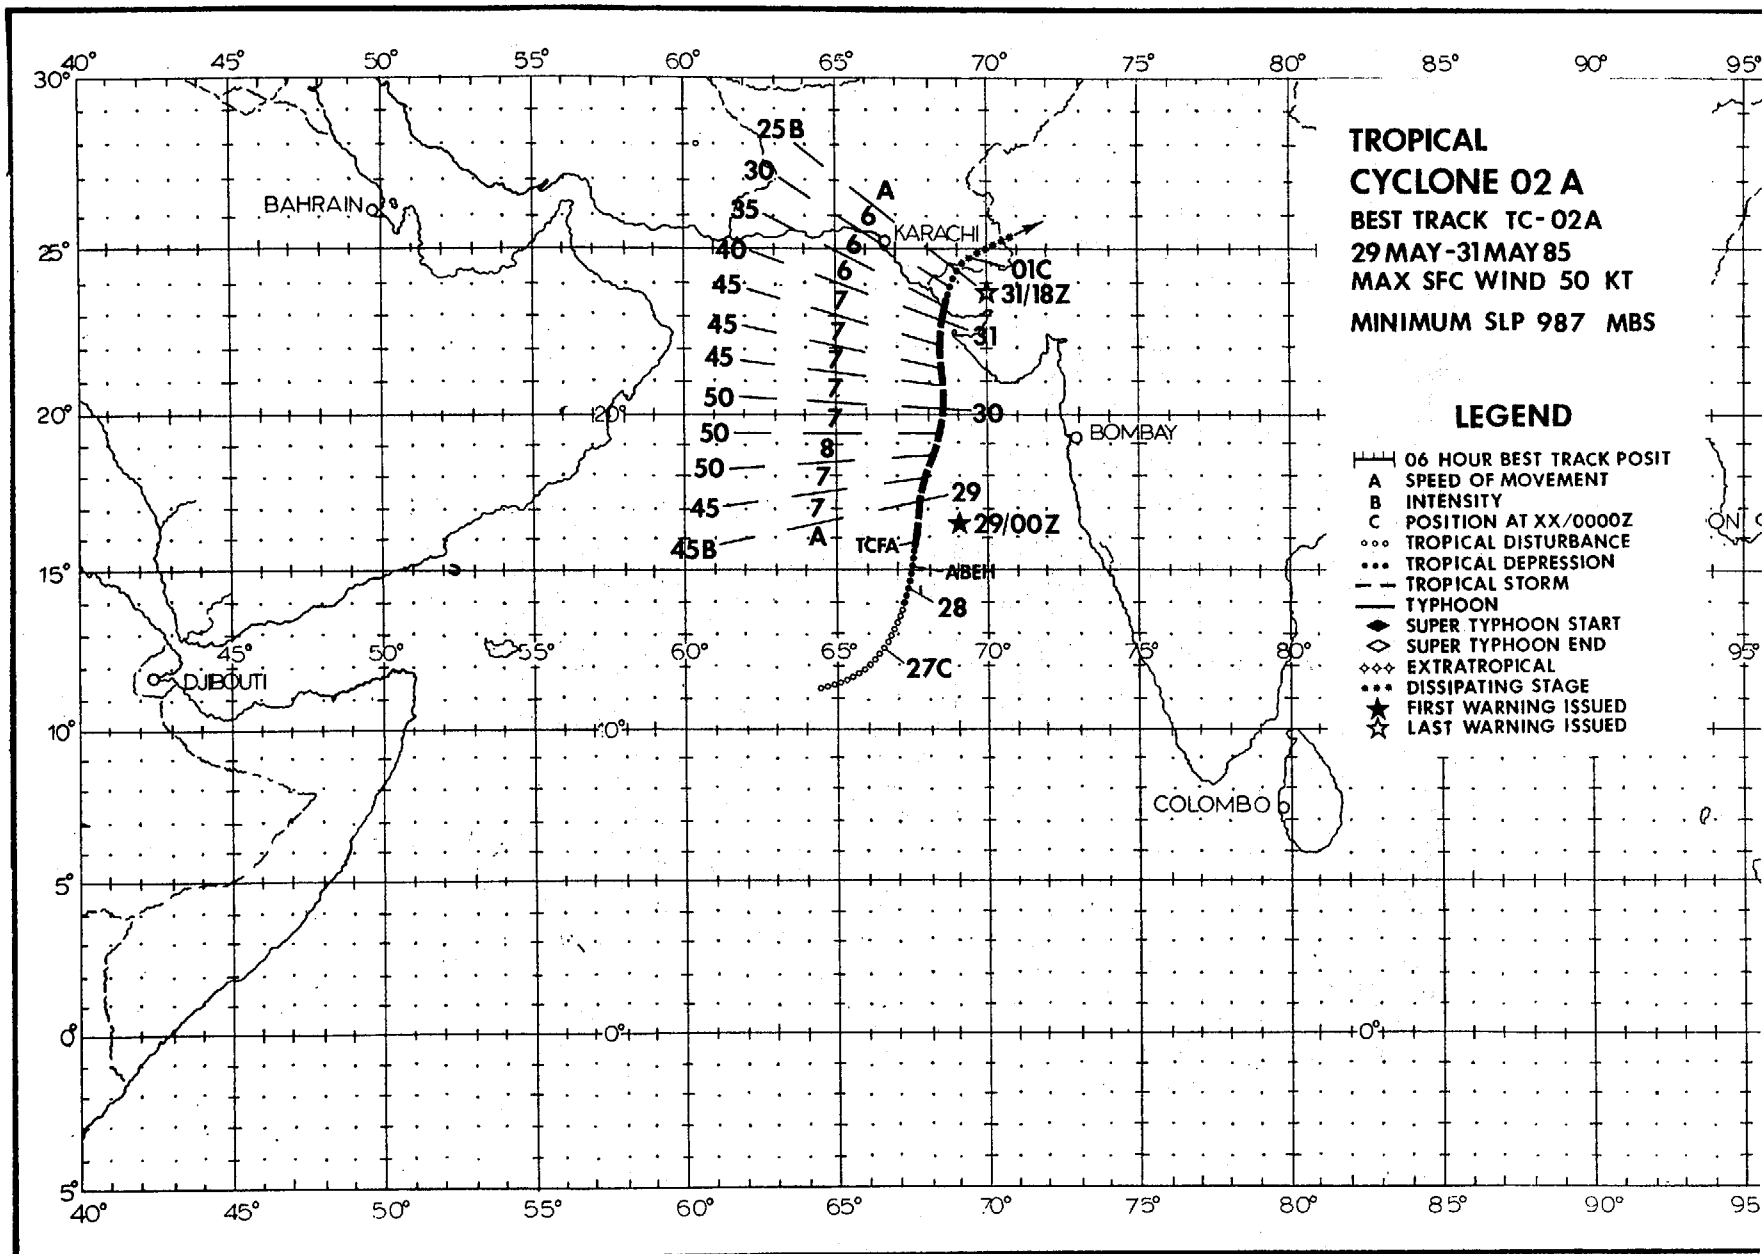 40° 45° 50° 55° 60° 65° 70° 75° 80° 85° 90° 95°
30°
25B
30
A
BAHRAIN
35
6
KARACHI
25°
40
6
01C
45
6
31/18Z
7
45
7
31
45
7
50
7
30
20°
20°
7
50
BOMBAY
8
50
7
29
45
7
29/00Z
A
45B
TCFA
15°
ABEH
28
45° 50° 60° 65° 70° 75° 80° 95°
27C
DJIBOUTI
10°
COLOMBO
5°
0°
0°
0°
5°
40° 45° 50° 55° 60° 65° 70° 75° 80° 85° 90° 95
TROPICAL
CYCLONE 02 A
BEST TRACK TC-02A
29 MAY-31 MAY 85
MAX SFC WIND 50 KT
MINIMUM SLP 987 MBS
LEGEND
06 HOUR BEST TRACK POSIT
A SPEED OF MOVEMENT
B INTENSITY
C POSITION AT XX/0000Z
TROPICAL DISTURBANCE
TROPICAL DEPRESSION
TROPICAL STORM
TYPHOON
SUPER TYPHOON START
SUPER TYPHOON END
EXTRATROPICAL
DISSIPATING STAGE
FIRST WARNING ISSUED
LAST WARNING ISSUED